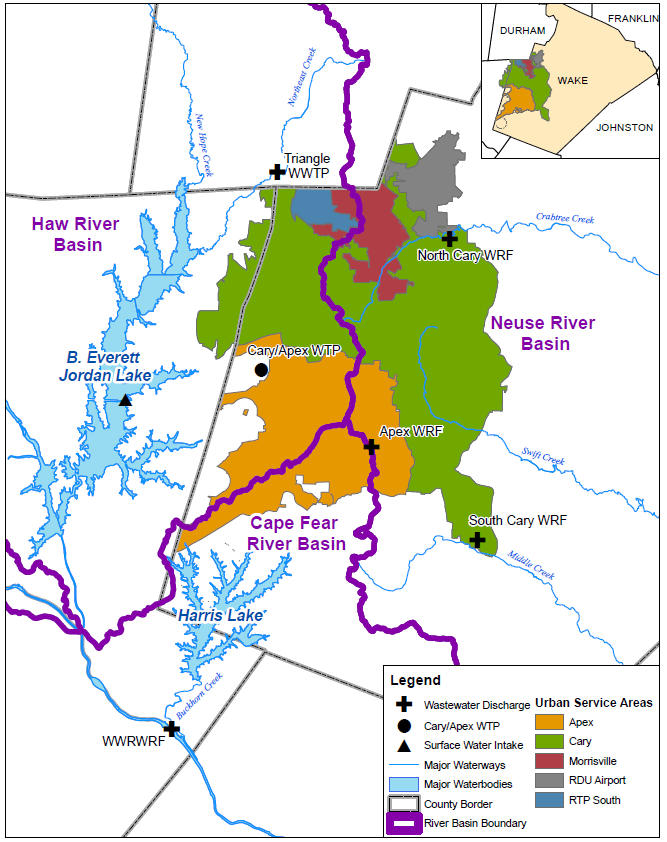 FRANKLIN
DURHAM
WAKE
JOHNSTON
Northeast Creek
New Hope Creek
Triangle
WWTP
Haw River
Basin
Crabtree Creek
North Cary WRF
Neuse River
Basin
Cary/Apex WTP
B. Everett
Jordan Lake
Apex WRF
Swift Creek
Cape Fear
River Basin
South Cary WRF
Middle Creek
Harris Lake
Buckhorn Creek
WWRWRF
Legend
Wastewater Discharge
Cary/Apex WTP
Surface Water Intake
Major Waterways
Major Waterbodies
County Border
River Basin Boundary
Urban Service Areas
Apex
Cary
Morrisville
RDU Airport
RTP South